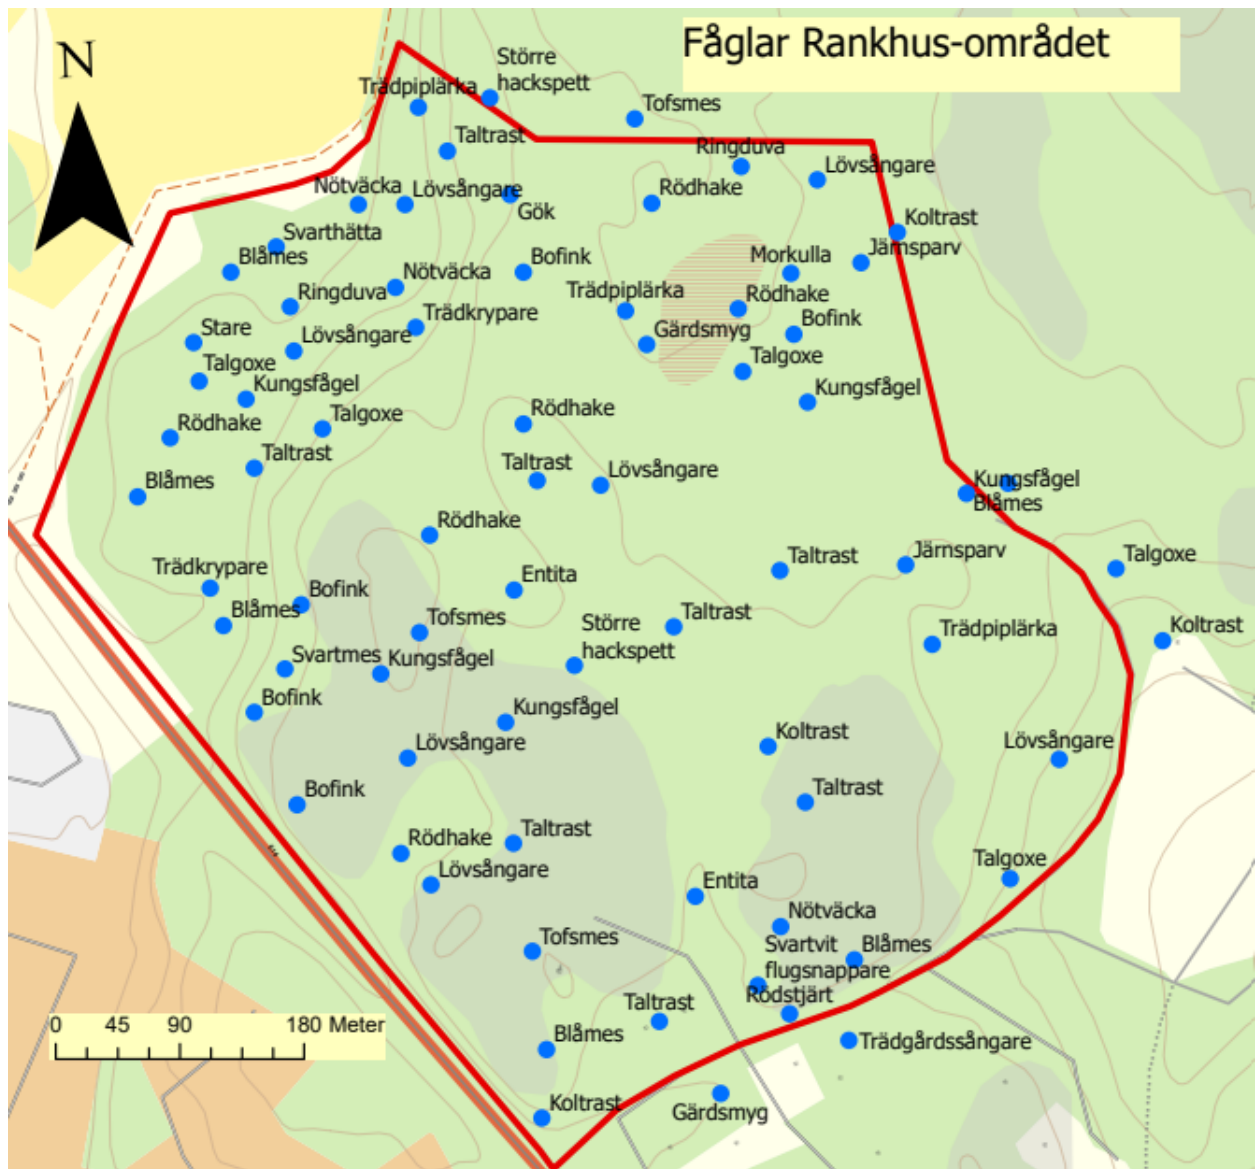 Fåglar Rankhus-området
N
Större
hackspett
Trädpiplärka
Tofsmes
Taltrast
Ringduva
Lövsångare
Nötväcka
Lövsångare
Rödhake
Gök
Koltrast
Svarthätta
Järnsparv
Blåmes
Bofink
Morkulla
Nötväcka
Ringduva
Trädpiplärka
Rödhake
Trädkrypare
Bofink
Stare
Lövsångare
Gärdsmyg
Talgoxe
Talgoxe
Kungsfågel
Kungsfågel
Rödhake
Talgoxe
Rödhake
Taltrast
Taltrast
Lövsångare
Kungsfågel
Blåmes
Blåmes
Rödhake
Järnsparv
Taltrast
Talgoxe
Trädkrypare
Entita
Bofink
Blåmes
Tofsmes
Större
hackspett
Taltrast
Trädpiplärka
Koltrast
Svartmes
Kungsfågel
Bofink
Kungsfågel
Koltrast
Lövsångare
Lövsångare
Bofink
Taltrast
Rödhake
Taltrast
Lövsångare
Talgoxe
Entita
Nötväcka
Tofsmes
Svartvit
flugsnappare
Blåmes
Rödstjärt
Taltrast
0 45 90 180 Meter
Blåmes
Trädgårdssångare
Koltrast
Gärdsmyg